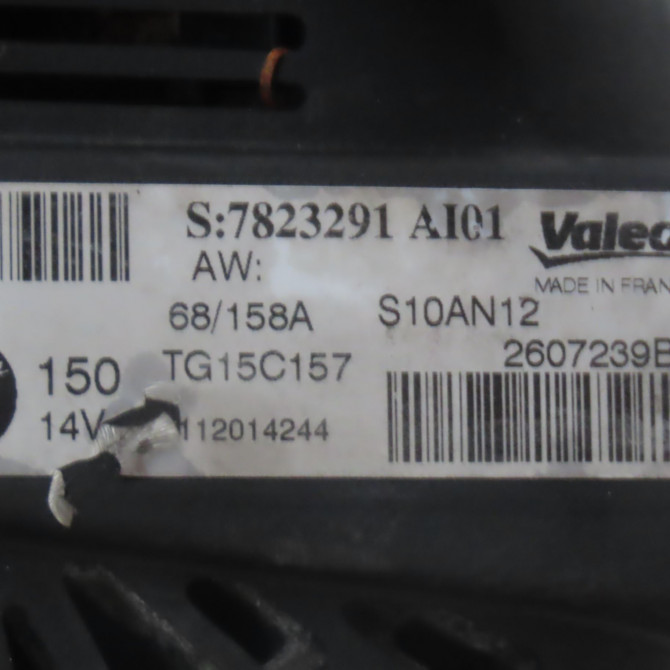 S:7823291 AI01 Valeo
AW:
MADE IN FRAN
68/158A S10AN12
150 TG15C157 2607239B
14V 112014244